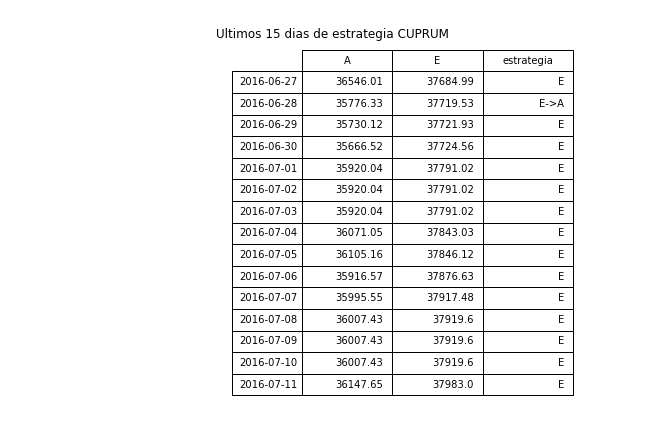 Ultimos 15 dias de estrategia CUPRUM
A E estrategia
2016-06-27 36546.01 37684.99 E
2016-06-28 35776.33 37719.53 E->A
2016-06-29 35730.12 37721.93 E
2016-06-30 35666.52 37724.56 E
2016-07-01 35920.04 37791.02 E
2016-07-02 35920.04 37791.02 E
2016-07-03 35920.04 37791.02 E
2016-07-04 36071.05 37843.03 E
2016-07-05 36105.16 37846.12 E
2016-07-06 35916.57 37876.63 E
2016-07-07 35995.55 37917.48 E
2016-07-08 36007.43 37919.6 E
2016-07-09 36007.43 37919.6 E
2016-07-10 36007.43 37919.6 E
2016-07-11 36147.65 37983.0 E